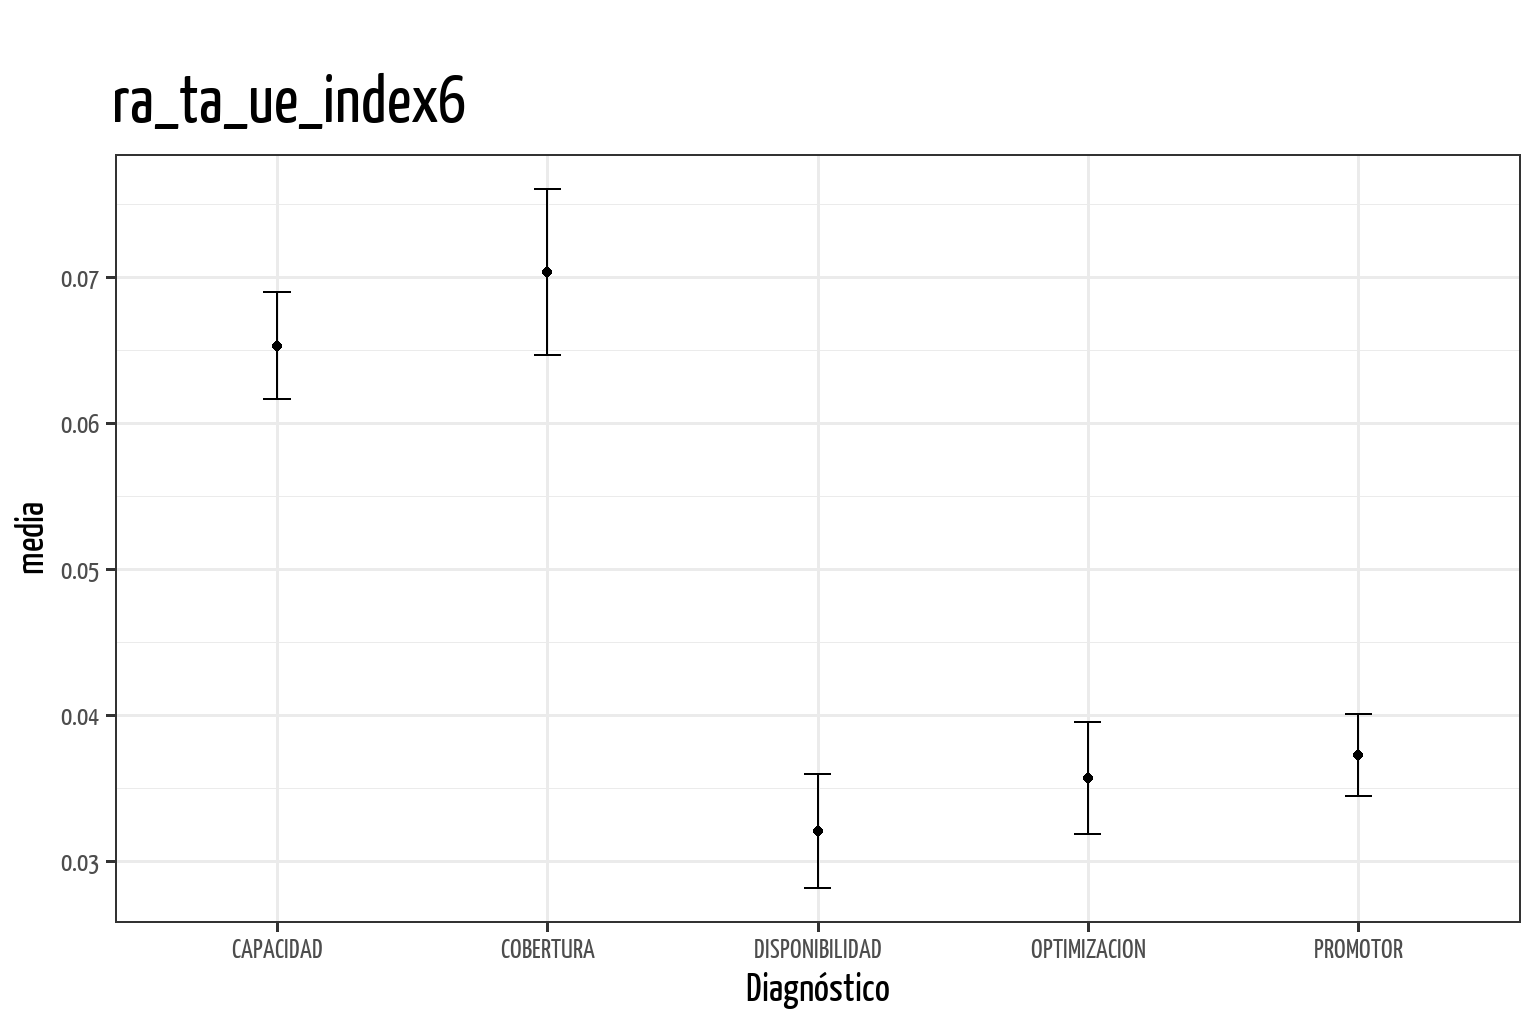 ra_ta_ue_index6
0.07
0.06
0.05
0.04
0.03
media
CAPACIDAD COBERTURA DISPONIBILIDAD OPTIMIZACION PROMOTOR
Diagnóstico